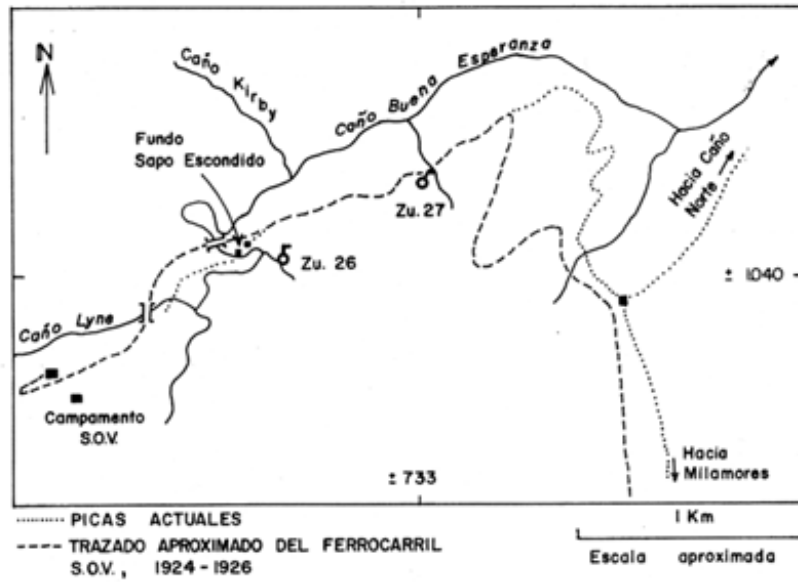 N
Caño Kirby
Caño Buena Esperanza
Fundo
Sapo Escondido
Hacia Caño
Norte
Zu. 27
Zu. 26
± 1040
Caño Lyne
Campamento
S.O.V.
± 733
Hacia
Milamores
PICAS ACTUALES
TRAZADO APROXIMADO DEL FERROCARRIL
S.O.V., 1924-1926
1 Km
Escala aproximada